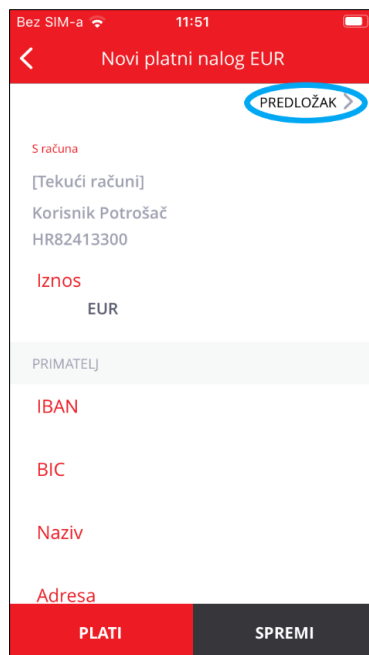 Bez SIM-a 11:51
Novi platni nalog EUR
PREDLOŽAK
S računa
[Tekući računi]
Korisnik Potrošač
HR82413300
Iznos
EUR
PRIMATELJ
IBAN
BIC
Naziv
Adresa
PLATI SPREMI